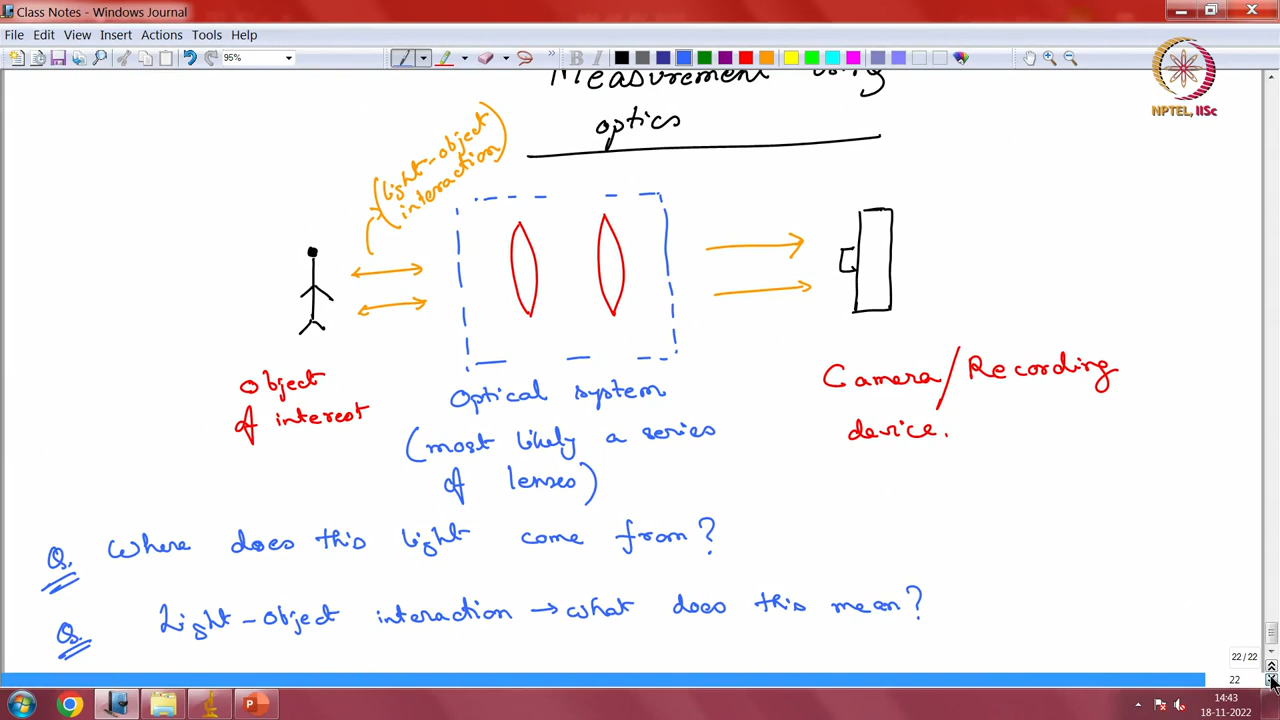 Class Notes - Windows Journal
File Edit View Insert Actions Tools Help
95%
NPTEL, IISc
Measurement using
optics
(light-object
interaction)
Object
of interest
Optical system
(most likely a series
of lenses)
Camera/Recording
device.
Q. Where does this light come from?
Q. Light-object interaction → what does this mean?
22 / 22
22
14:43
18-11-2022